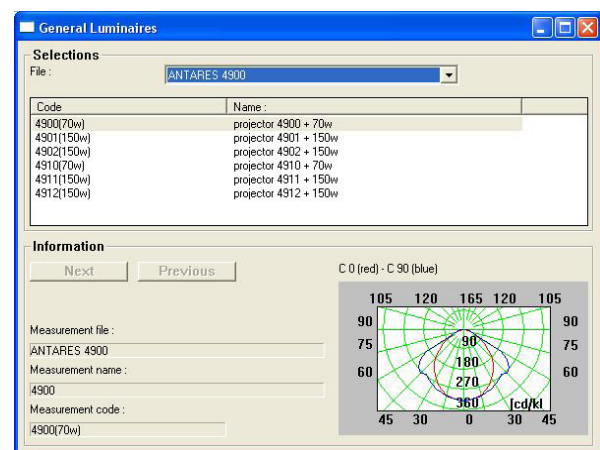 General Luminaires
Selections
File :
ANTARES 4900
Code Name :
4900(70w) projector 4900 + 70w
4901(150w) projector 4901 + 150w
4902(150w) projector 4902 + 150w
4910(70w) projector 4910 + 70w
4911(150w) projector 4911 + 150w
4912(150w) projector 4912 + 150w
Information
Next Previous
C 0 (red) - C 90 (blue)
105 120 165 120 105
90 90
90
75 75
180
60 60
270
360 [cd/kl
45 30 0 30 45
Measurement file :
ANTARES 4900
Measurement name :
4900
Measurement code :
4900(70w)